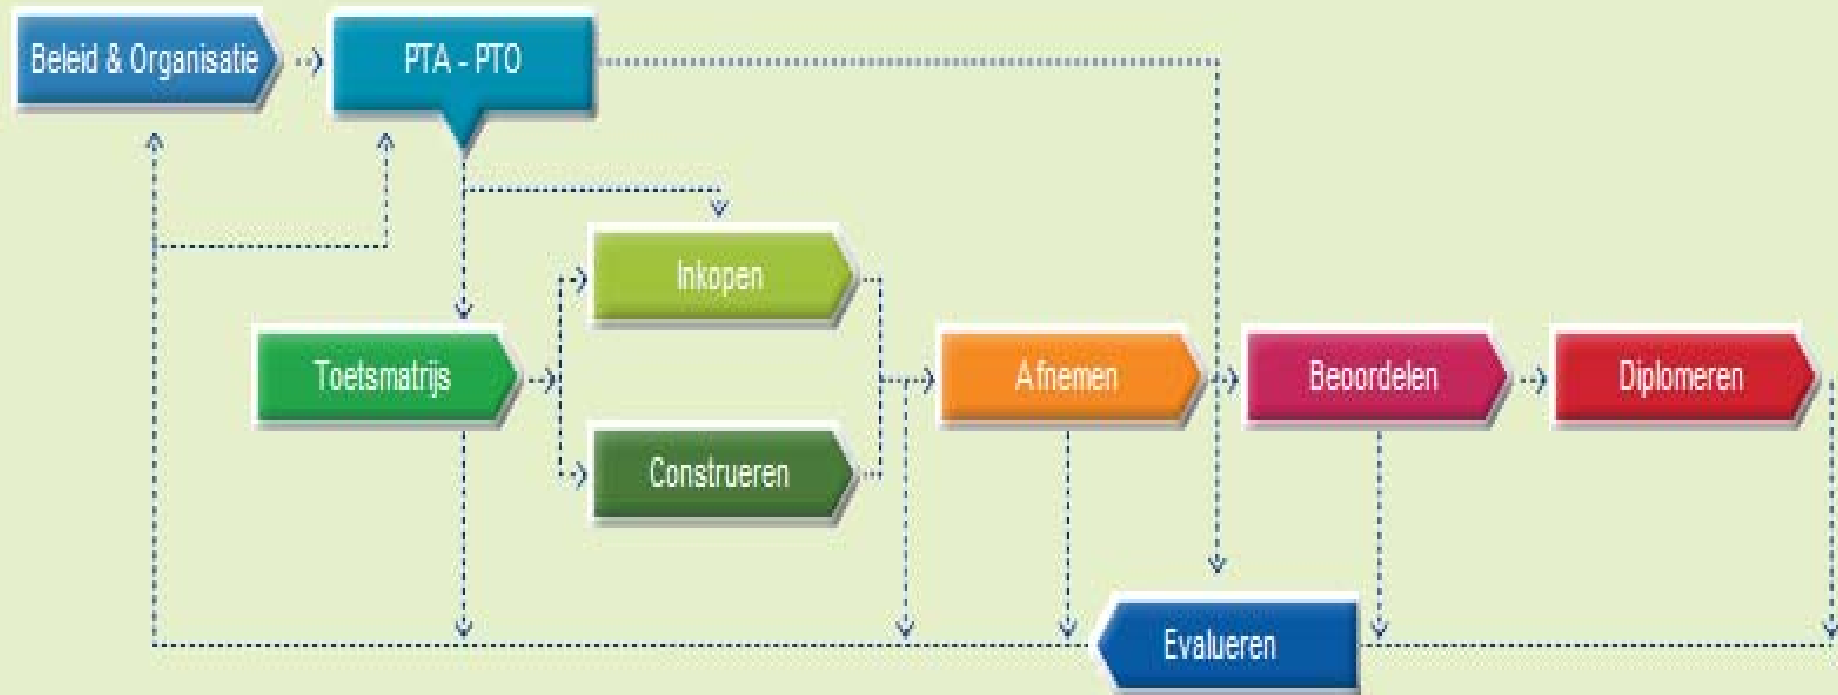 Beleid & Organisatie
PTA - PTO
Inkopen
Toetsmatrijs
Afnemen
Beoordelen
Diplomeren
Construeren
Evalueren